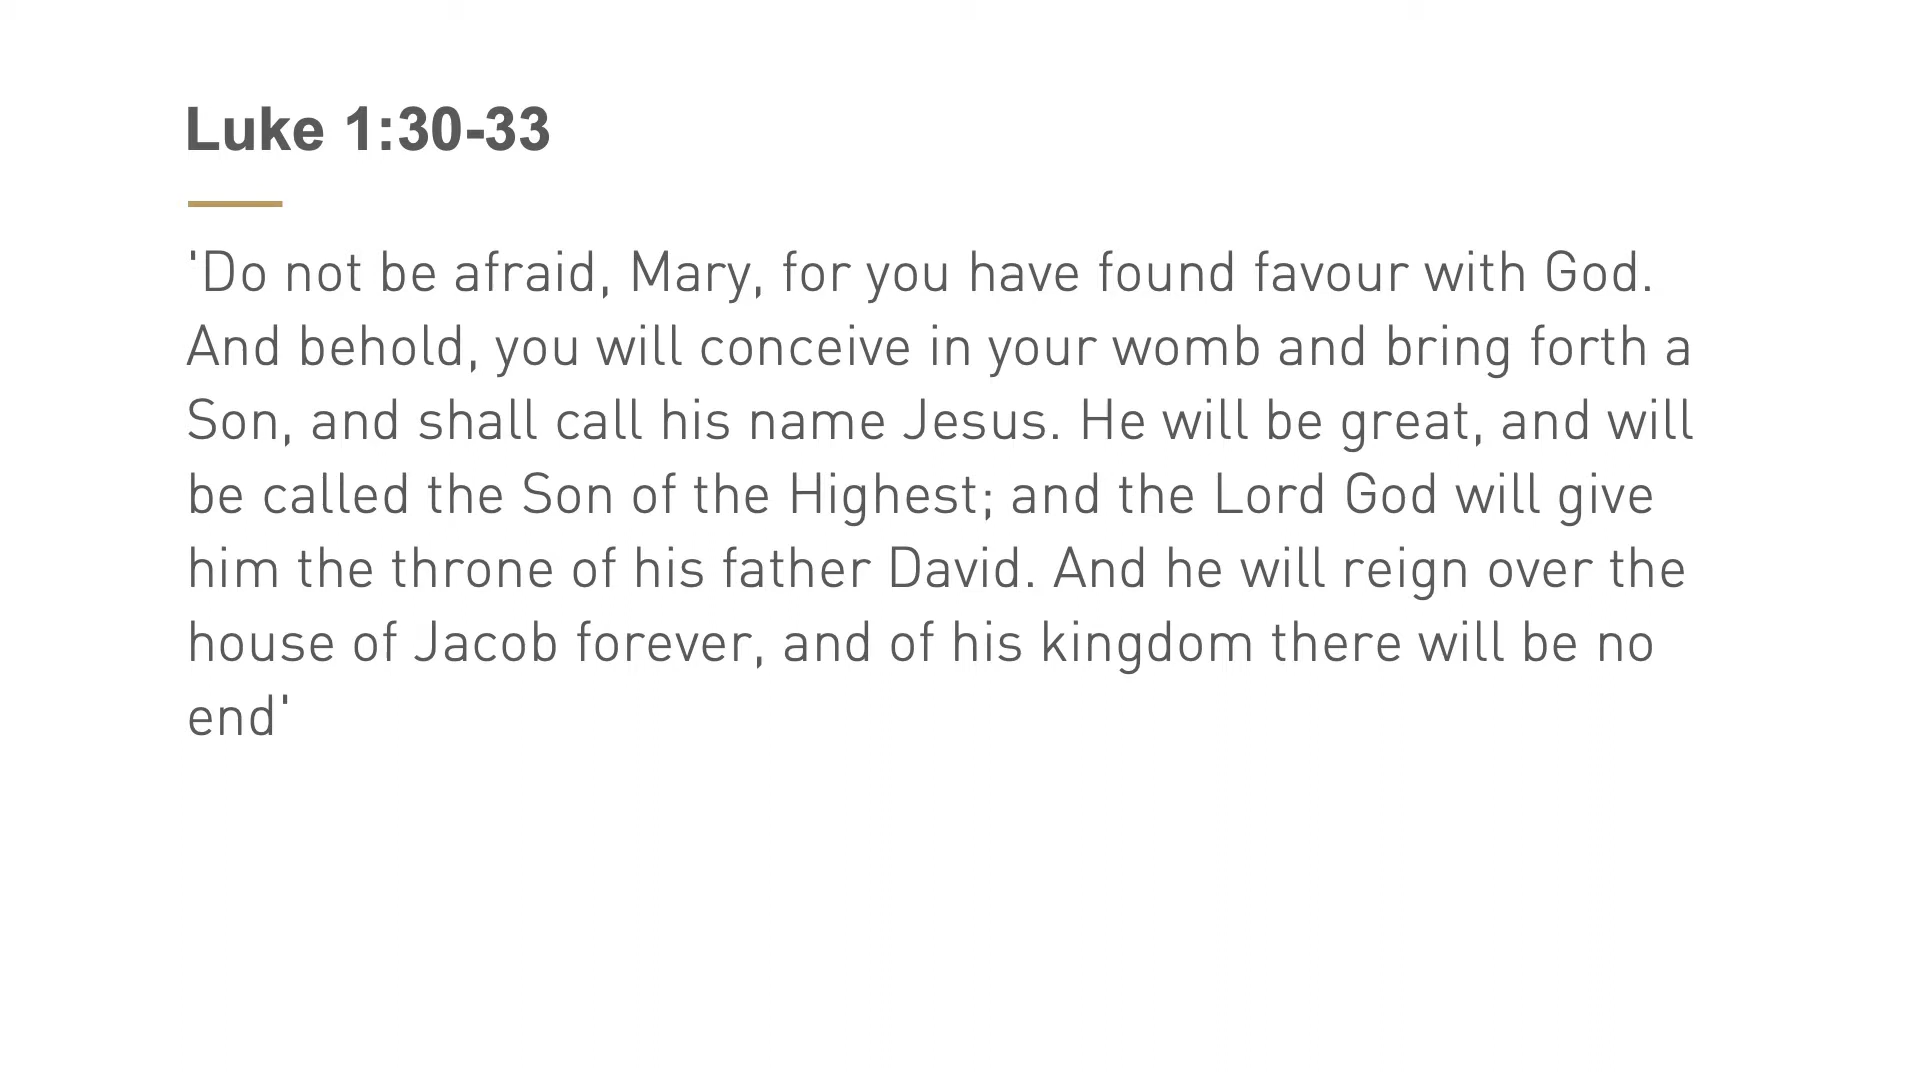 Luke 1:30-33
'Do not be afraid, Mary, for you have found favour with God.
And behold, you will conceive in your womb and bring forth a
Son, and shall call his name Jesus. He will be great, and will
be called the Son of the Highest; and the Lord God will give
him the throne of his father David. And he will reign over the
house of Jacob forever, and of his kingdom there will be no
end'